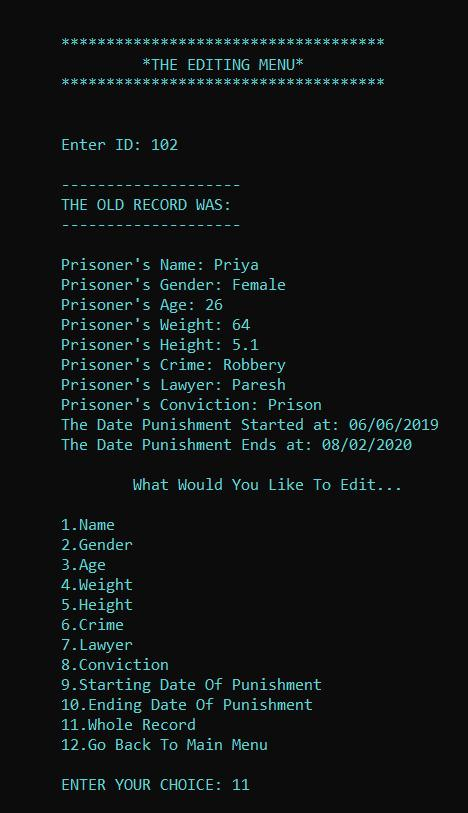 ************************************
*THE EDITING MENU*
************************************
Enter ID: 102
--------------------
THE OLD RECORD WAS:
--------------------
Prisoner's Name: Priya
Prisoner's Gender: Female
Prisoner's Age: 26
Prisoner's Weight: 64
Prisoner's Height: 5.1
Prisoner's Crime: Robbery
Prisoner's Lawyer: Paresh
Prisoner's Conviction: Prison
The Date Punishment Started at: 06/06/2019
The Date Punishment Ends at: 08/02/2020
What Would You Like To Edit...
1.Name
2.Gender
3.Age
4.Weight
5.Height
6.Crime
7.Lawyer
8.Conviction
9.Starting Date Of Punishment
10.Ending Date Of Punishment
11.Whole Record
12.Go Back To Main Menu
ENTER YOUR CHOICE: 11